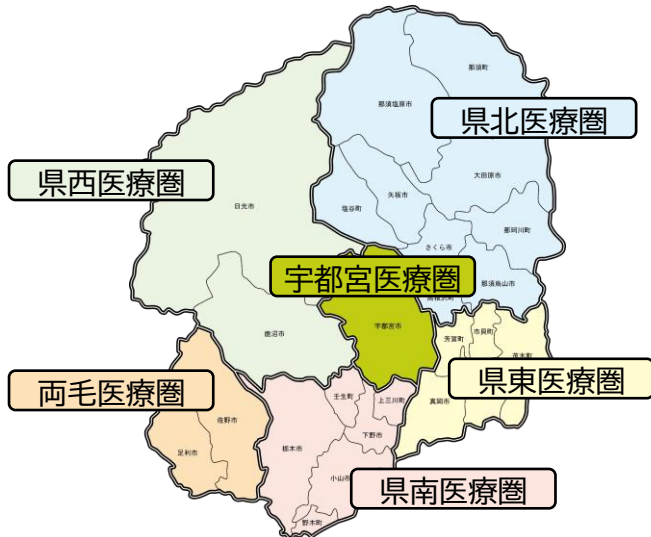 那須町
那須塩原市
県北医療圏
大田原市
県西医療圏
矢板市
塩谷町
日光市
那珂川町
さくら市
宇都宮医療圏
那須烏山市
宇都宮市
市貝町
芳賀町
鹿沼市
茂木町
県東医療圏
両毛医療圏
壬生町
上三川町
真岡市
佐野市
下野市
栃木市
足利市
小山市
県南医療圏
野木町